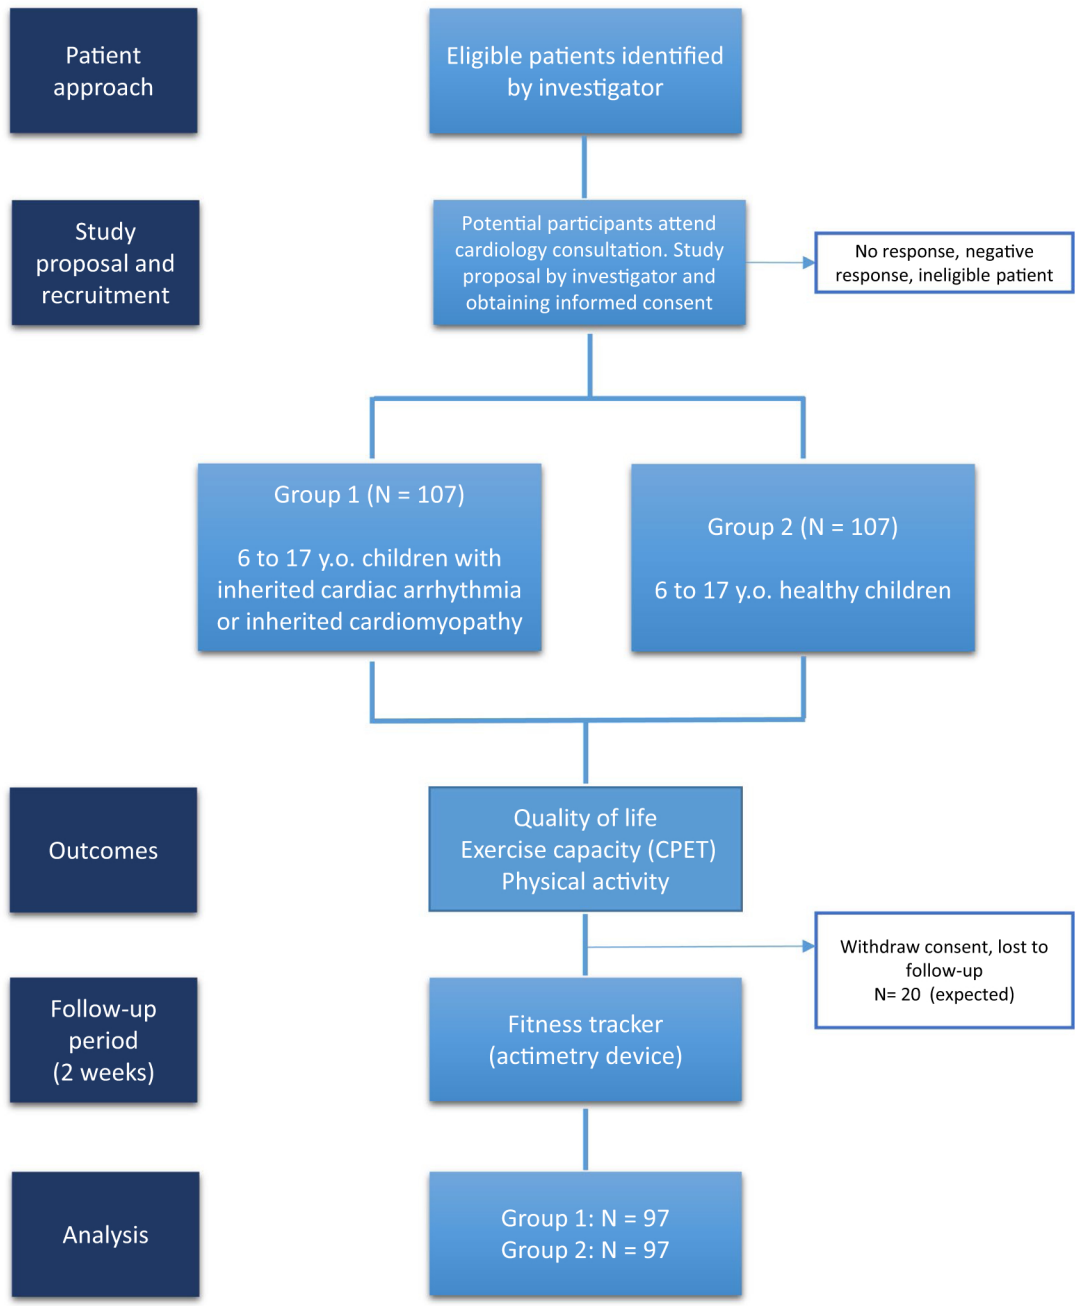 Patient
approach
Eligible patients identified
by investigator
Study
proposal and
recruitment
Potential participants attend
cardiology consultation. Study
proposal by investigator and
obtaining informed consent
No response, negative
response, ineligible patient
Group 1 (N = 107)
6 to 17 y.o. children with
inherited cardiac arrhythmia
or inherited cardiomyopathy
Group 2 (N = 107)
6 to 17 y.o. healthy children
Outcomes
Quality of life
Exercise capacity (CPET)
Physical activity
Withdraw consent, lost to
follow-up
N= 20 (expected)
Follow-up
period
(2 weeks)
Fitness tracker
(actimetry device)
Analysis
Group 1: N = 97
Group 2: N = 97